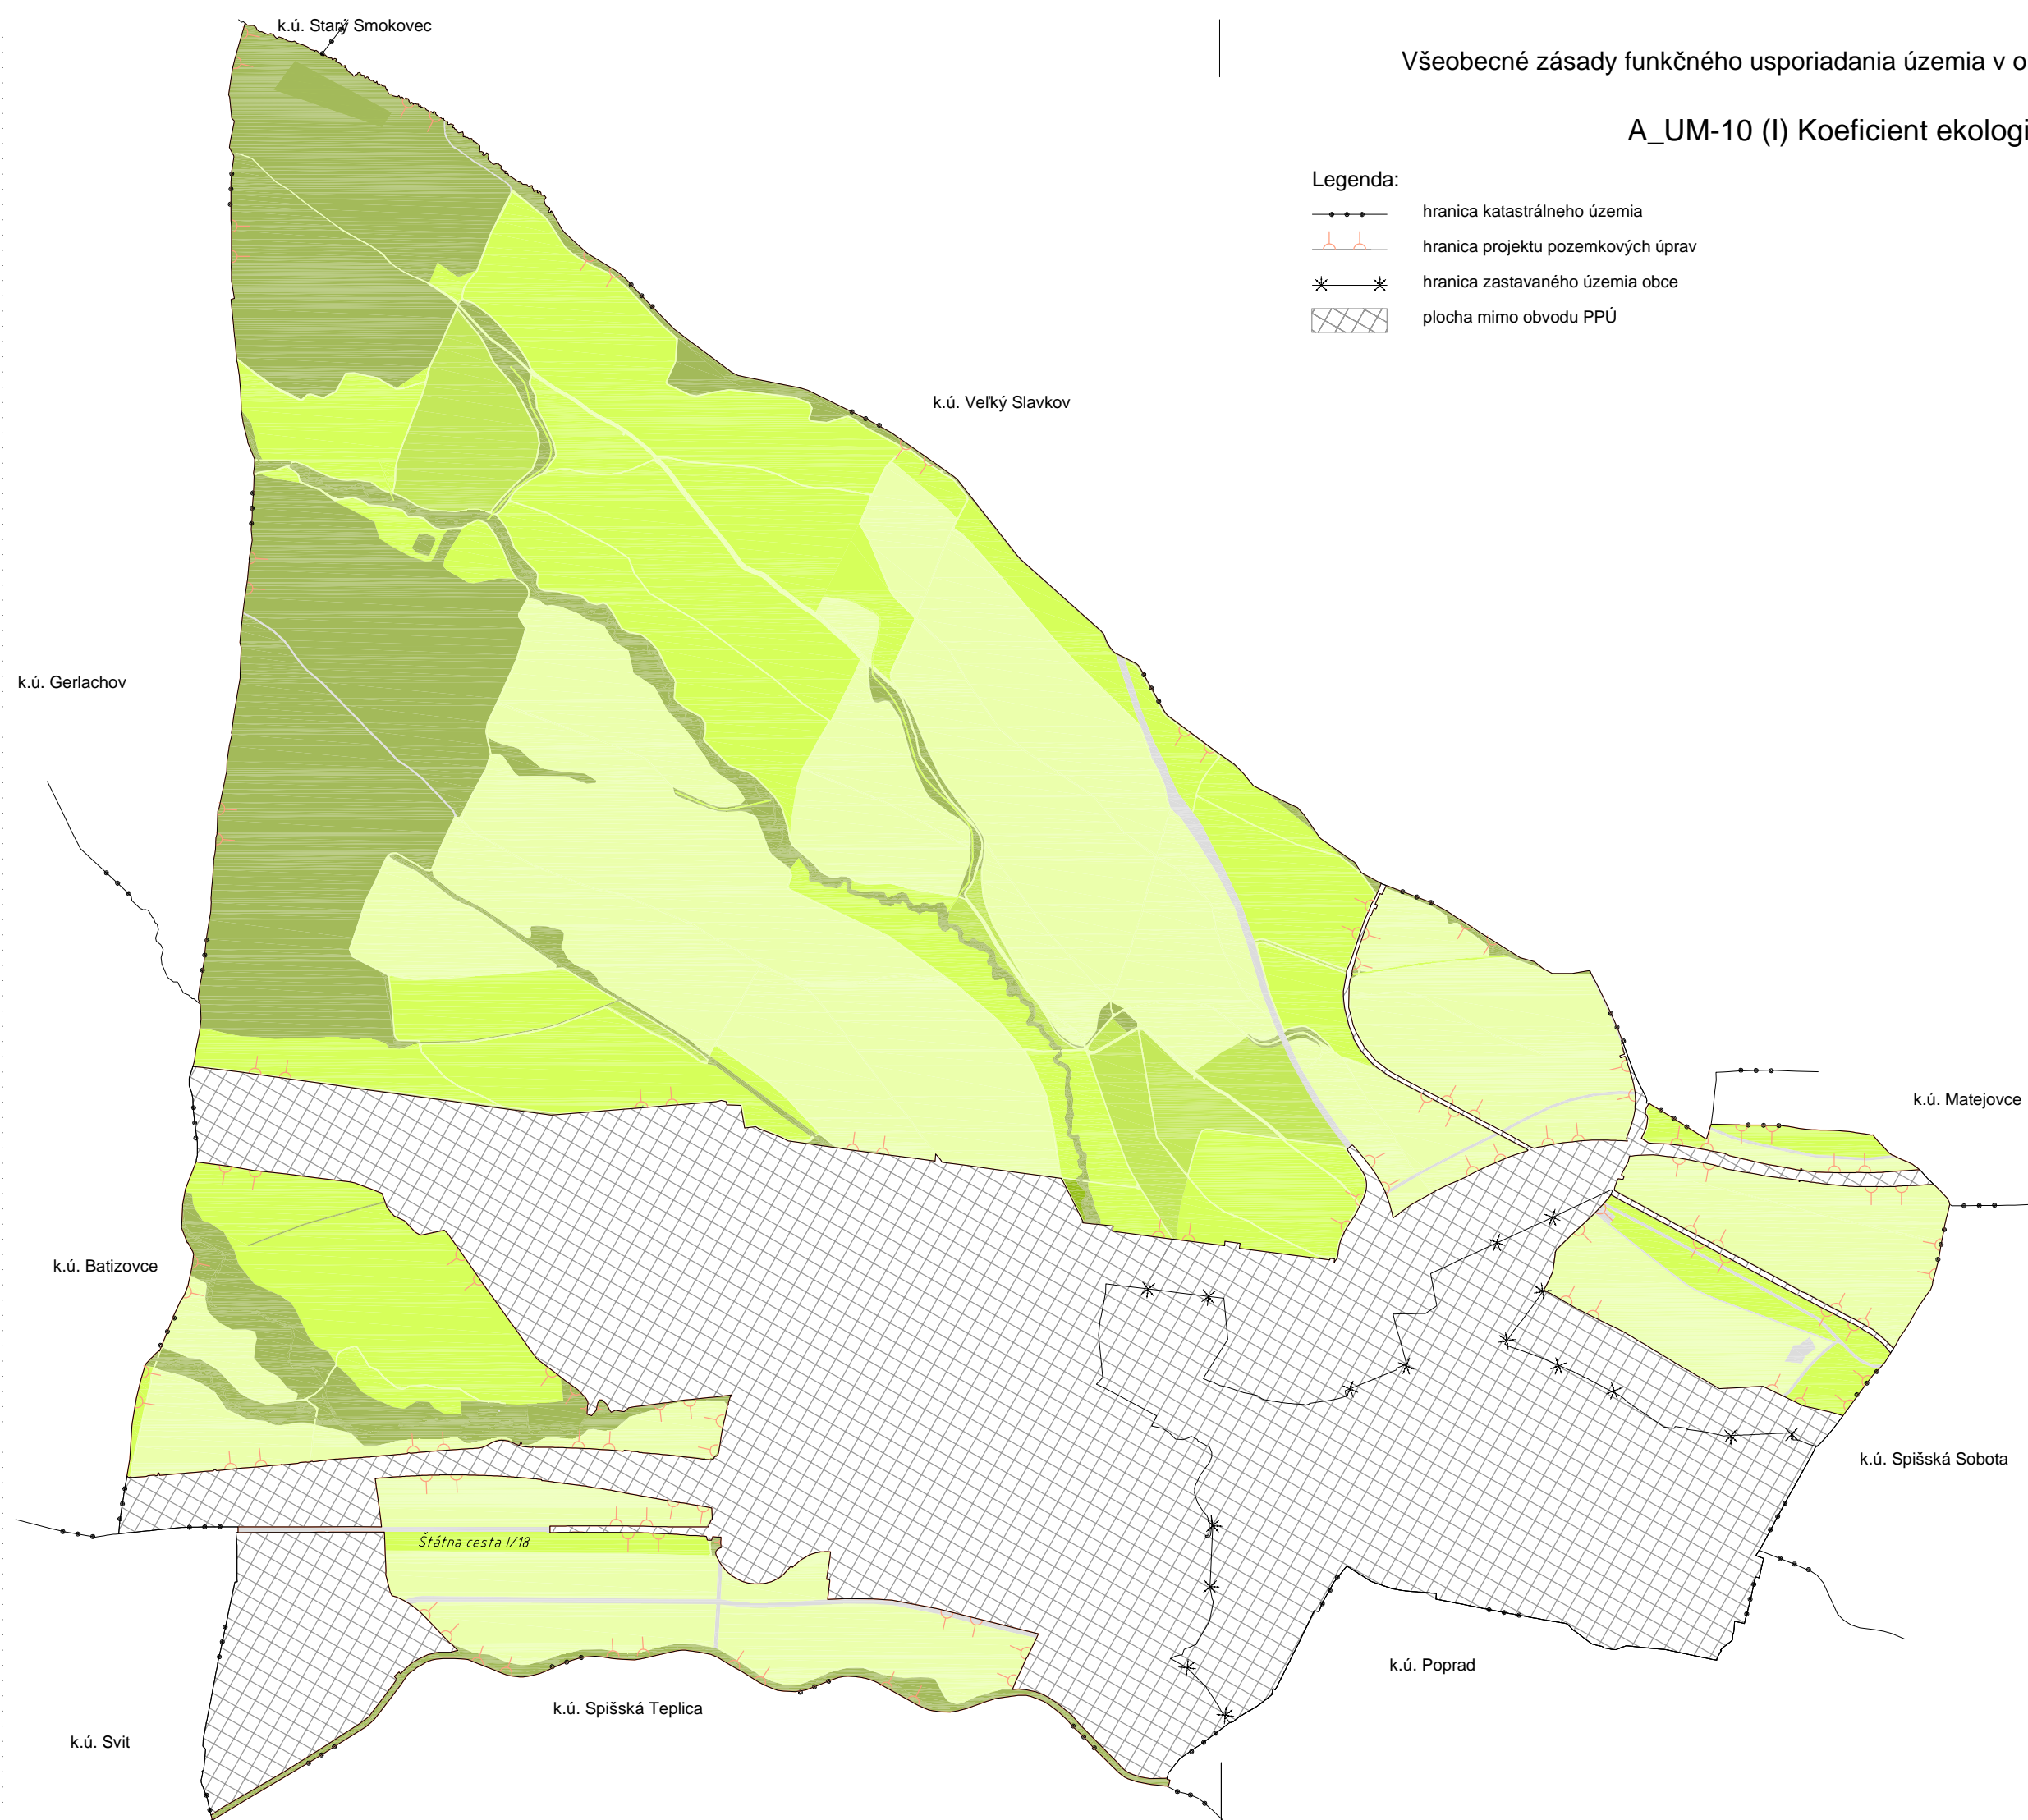 k.ú. Starý Smokovec
Všeobecné zásady funkčného usporiadania územia v o
A_UM-10 (I) Koeficient ekologi
Legenda:
hranica katastrálneho územia
hranica projektu pozemkových úprav
hranica zastavaného územia obce
plocha mimo obvodu PPÚ
k.ú. Veľký Slavkov
k.ú. Gerlachov
k.ú. Matejovce
k.ú. Batizovce
k.ú. Spišská Sobota
Štátna cesta I/18
k.ú. Poprad
k.ú. Spišská Teplica
k.ú. Svit